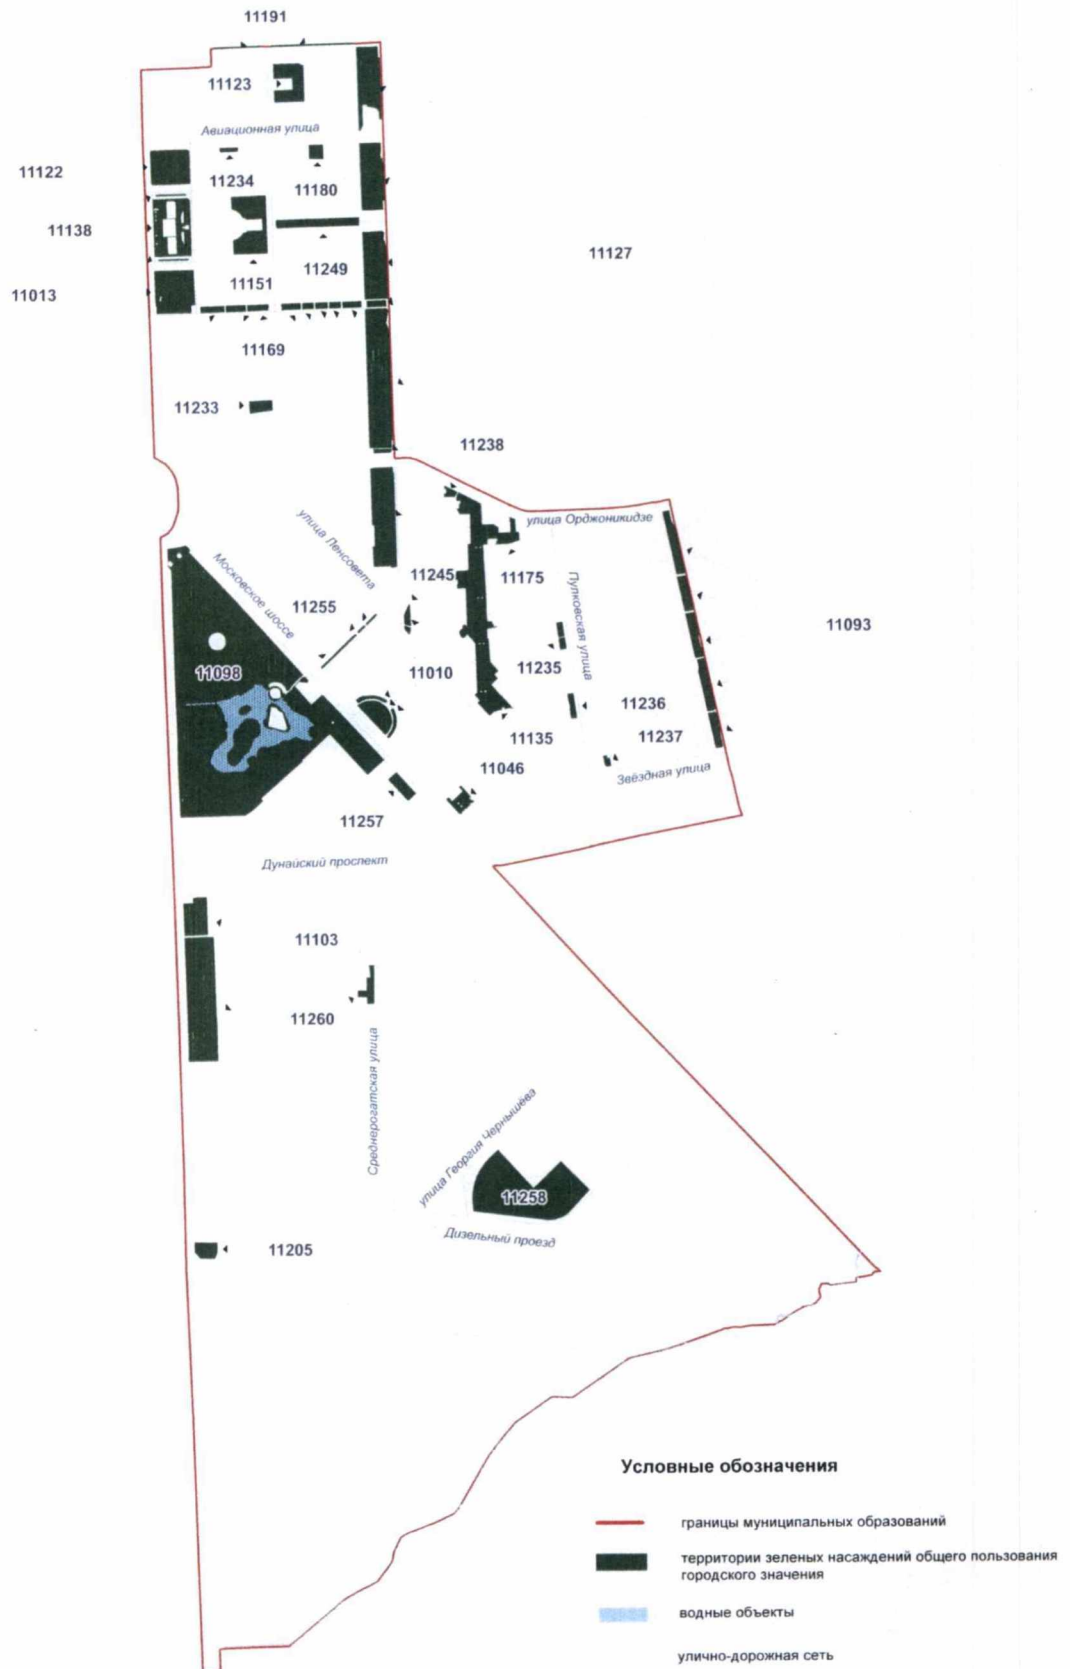 11191
11123
Авиационная улица
11122
11234
11180
11138
11127
11249
11151
11013
11169
11233
11238
улица Орджоникидзе
улица Ленсовета
Московское шоссе
11245
11175
Пулковская улица
11255
11093
11098
11010
11235
11236
11135
11237
11046
Звёздная улица
11257
Дунайский проспект
11103
11260
Среднерогатская улица
улица Георгия Чернышёва
11258
Дизельный проезд
11205
Условные обозначения
границы муниципальных образований
территории зеленых насаждений общего пользования
городского значения
водные объекты
улично-дорожная сеть